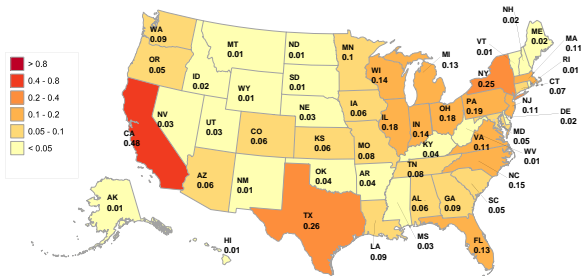 > 0.8
0.4 - 0.8
0.2 - 0.4
0.1 - 0.2
0.05 - 0.1
< 0.05
WA
0.09
OR
0.05
CA
0.48
ID
0.02
NV
0.03
MT
0.01
WY
0.01
UT
0.03
AZ
0.06
CO
0.06
NM
0.01
ND
0.01
SD
0.01
NE
0.03
KS
0.06
OK
0.04
TX
0.26
MN
0.1
IA
0.06
MO
0.08
AR
0.04
LA
0.09
WI
0.14
IL
0.18
MI
0.13
IN
0.14
OH
0.18
KY
0.04
TN
0.08
MS
0.03
AL
0.06
GA
0.09
FL
0.13
SC
0.05
NC
0.15
VA
0.11
WV
0.01
MD
0.05
DE
0.02
PA
0.19
NJ
0.11
NY
0.25
CT
0.07
RI
0.01
MA
0.11
VT
0.01
NH
0.02
ME
0.02
AK
0.01
HI
0.01